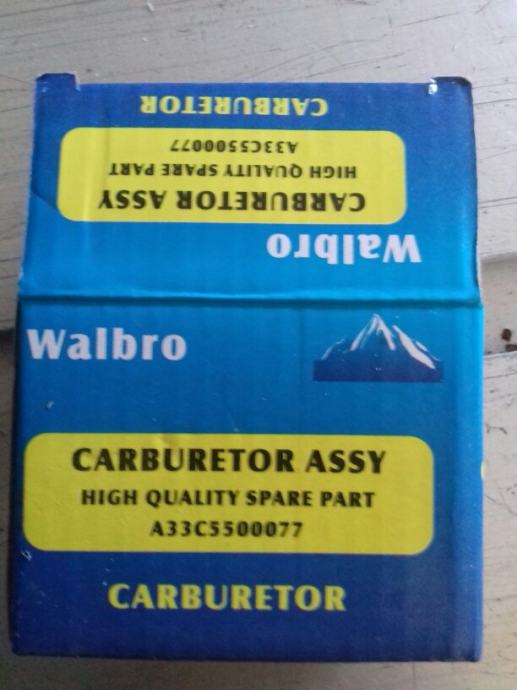 CARBURETOR
A33C5500077
HIGH QUALITY SPARE PART
CARBURETOR ASSY
Walbro
Walbro
CARBURETOR ASSY
HIGH QUALITY SPARE PART
A33C5500077
CARBURETOR